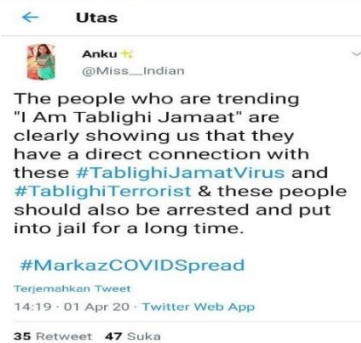 Utas
Anku
@Miss__Indian
The people who are trending
"I Am Tablighi Jamaat" are
clearly showing us that they
have a direct connection with
these #TablighiJamatVirus and
#TablighiTerrorist & these people
should also be arrested and put
into jail for a long time.
#MarkazCOVIDSpread
Terjemahkan Tweet
14:19 · 01 Apr 20 · Twitter Web App
35 Retweet 47 Suka